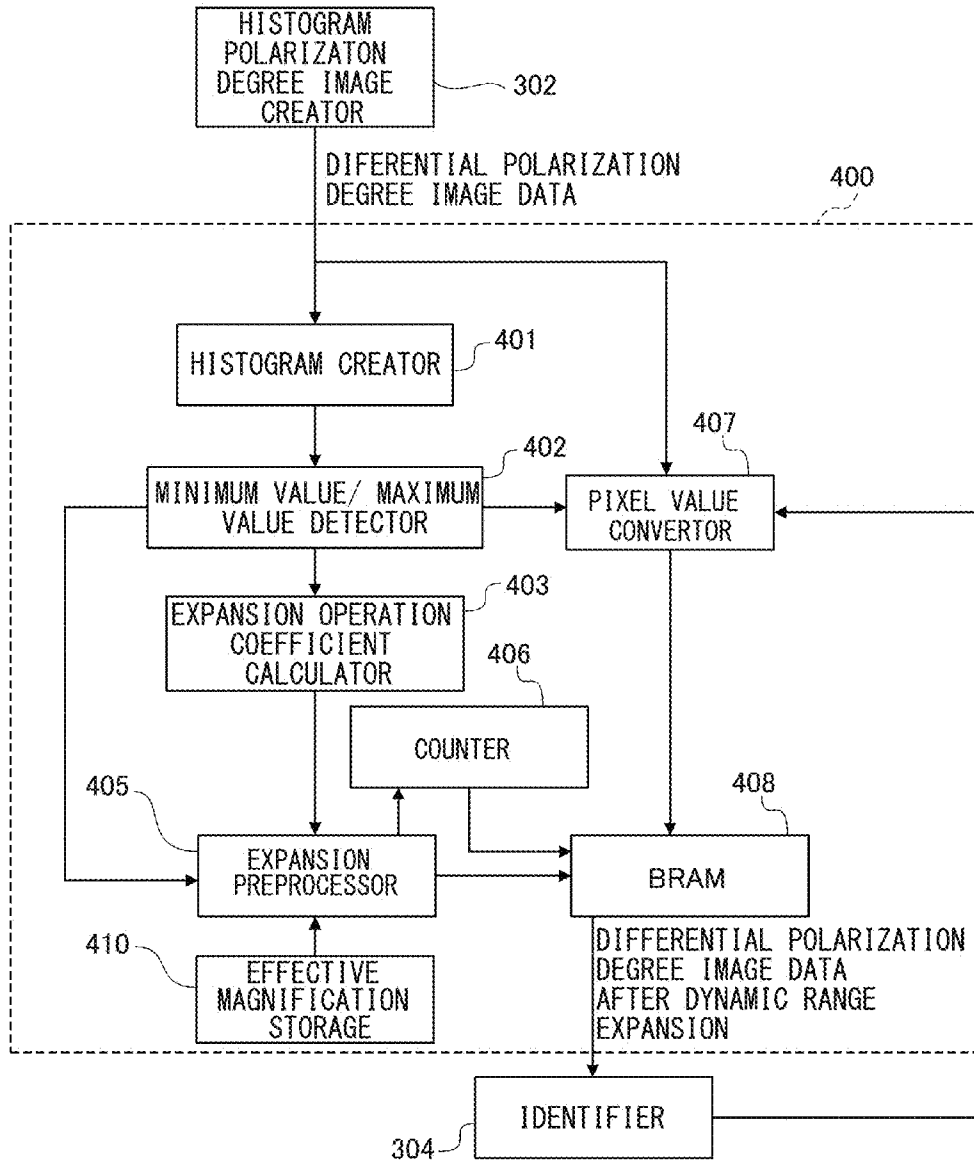 HISTOGRAM
POLARIZATON
DEGREE IMAGE
CREATOR
302
DIFERENTIAL POLARIZATION
DEGREE IMAGE DATA
400
HISTOGRAM CREATOR
401
402
MINIMUM VALUE/ MAXIMUM
VALUE DETECTOR
407
PIXEL VALUE
CONVERTOR
403
EXPANSION OPERATION
COEFFICIENT
CALCULATOR
406
COUNTER
405
EXPANSION
PREPROCESSOR
408
BRAM
410
EFFECTIVE
MAGNIFICATION
STORAGE
DIFFERENTIAL POLARIZATION
DEGREE IMAGE DATA
AFTER DYNAMIC RANGE
EXPANSION
IDENTIFIER
304